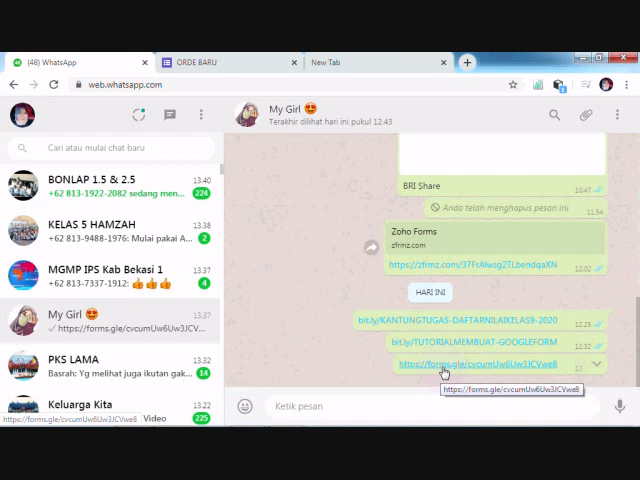 (48) WhatsApp
ORDE BARU
New Tab
web.whatsapp.com
My Girl 😍
Terakhir dilihat hari ini pukul 12.43
Cari atau mulai chat baru
BONLAP 1.5 & 2.5
13.40
+62 813-1922-2082 sedang men...
224
KELAS 5 HAMZAH
13.38
+62 813-9488-1976: Mulai pakai A...
2
MGMP IPS Kab Bekasi 1
13.37
+62 813-7337-1912: 👍👍👍
4
My Girl 😍
13.37
✓ https://forms.gle/cvcumUw6Uw3JCV...
PKS LAMA
13.32
Basrah: Yg melihat juga ikutan gak...
14
Keluarga Kita
13.22
Video
225
https://forms.gle/cvcumUw6Uw3JCVwe8
BRI Share
10.47
Anda telah menghapus pesan ini
11.34
Zoho Forms
zfrmz.com
https://zfrmz.com/37FrAlwsg2TLbendqaXN
12.02
HARI INI
bit.ly/KANTUNGTUGAS-DAFTARNILAIKELAS9-2020
12.25
bit.ly/TUTORIALMEMBUAT-GOOGLEFORM
12.32
https://forms.gle/cvcumUw6Uw3JCVwe8
https://forms.gle/cvcumUw6Uw3JCVwe8
Ketik pesan